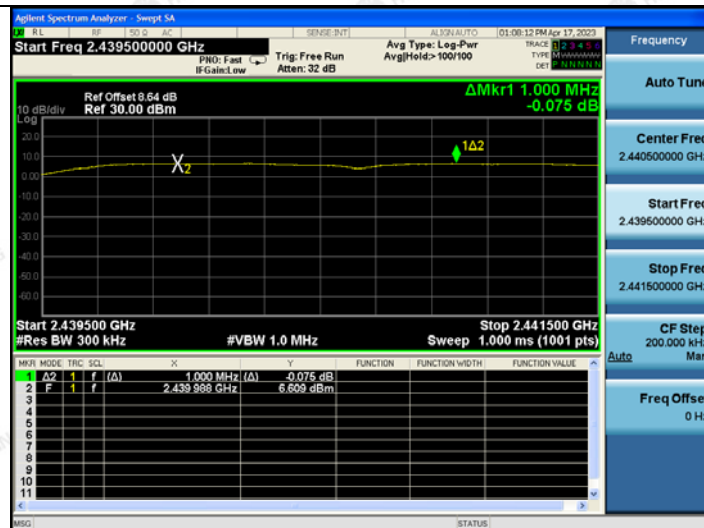 Agilent Spectrum Analyzer - Swept SA
RL RF 50 Ω AC SENSE:INT ALIGN AUTO 01:08:12 PM Apr 17, 2023
Start Freq 2.439500000 GHz
PNO: Fast
IFGain:Low
Trig: Free Run
Atten: 32 dB
Avg Type: Log-Pwr
Avg|Hold:>100/100
TRACE 1 2 3 4 5 6
TYPE M
DET P N N N N N
Ref Offset 8.64 dB
Ref 30.00 dBm
ΔMkr1 1.000 MHz
-0.075 dB
10 dB/div
Log
20.0
10.0
0.00
-10.0
-20.0
-30.0
-40.0
-50.0
-60.0
X2
1Δ2
Start 2.439500 GHz Stop 2.441500 GHz
#Res BW 300 kHz #VBW 1.0 MHz Sweep 1.000 ms (1001 pts)
MKR MODE TRC SCL X Y FUNCTION FUNCTION WIDTH FUNCTION VALUE
1 Δ2 1 f (Δ) 1.000 MHz (Δ) -0.075 dB
2 F 1 f 2.439 988 GHz 6.609 dBm
3
4
5
6
7
8
9
10
11
MSG STATUS
Frequency
Auto Tune
Center Freq
2.440500000 GHz
Start Freq
2.439500000 GHz
Stop Freq
2.441500000 GHz
CF Step
200.000 kHz
Auto Man
Freq Offset
0 Hz